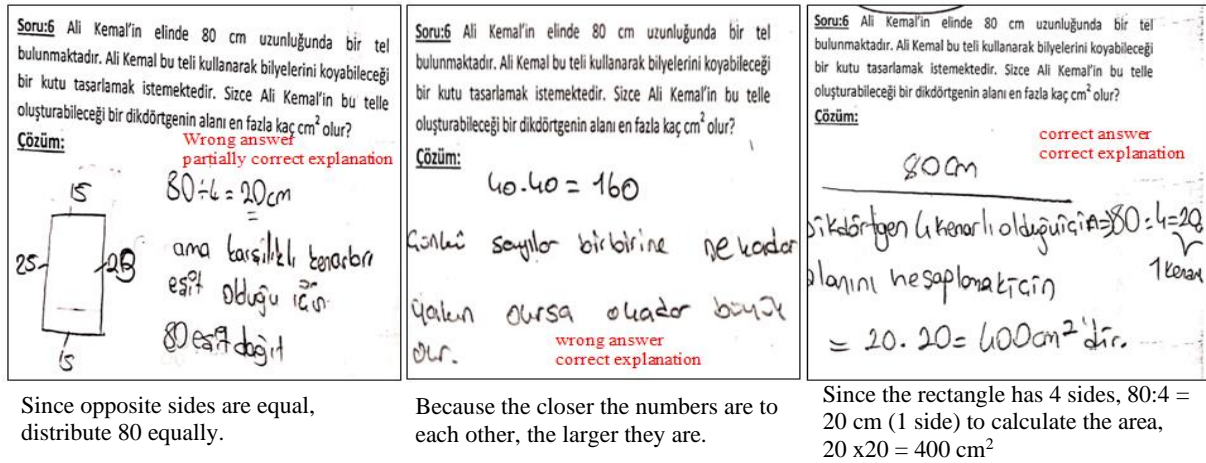 Soru:6 Ali Kemal'in elinde 80 cm uzunluğunda bir tel
bulunmaktadır. Ali Kemal bu teli kullanarak bilyelerini koyabileceği
bir kutu tasarlamak istemektedir. Sizce Ali Kemal'in bu telle
oluşturabileceği bir dikdörtgenin alanı en fazla kaç cm² olur?
Çözüm:
Wrong answer
partially correct explanation
15
80÷4=20cm
25
ama karşılıklı kenarları
eşit olduğu için
80 eşit dağıt
15
Since opposite sides are equal,
distribute 80 equally.
Soru:6 Ali Kemal'in elinde 80 cm uzunluğunda bir tel
bulunmaktadır. Ali Kemal bu teli kullanarak bilyelerini koyabileceği
bir kutu tasarlamak istemektedir. Sizce Ali Kemal'in bu telle
oluşturabileceği bir dikdörtgenin alanı en fazla kaç cm² olur?
Çözüm:
40.40=160
Çünkü sayılar birbirine ne kadar
yakın olursa okadar büyük
olur.
wrong answer
correct explanation
Because the closer the numbers are to
each other, the larger they are.
Soru:6 Ali Kemal'in elinde 80 cm uzunluğunda bir tel
bulunmaktadır. Ali Kemal bu teli kullanarak bilyelerini koyabileceği
bir kutu tasarlamak istemektedir. Sizce Ali Kemal'in bu telle
oluşturabileceği bir dikdörtgenin alanı en fazla kaç cm² olur?
Çözüm:
correct answer
correct explanation
80cm
Dikdörtgen 4 kenarlı olduğu için 80:4=20
1 kenar
alanını hesaplamak için
= 20.20=400cm²'dir.
Since the rectangle has 4 sides, 80:4 =
20 cm (1 side) to calculate the area,
20 x20 = 400 cm²